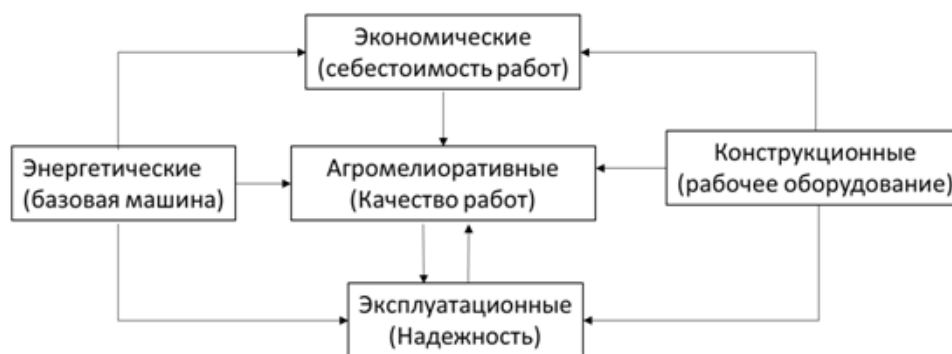 Экономические
(себестоимость работ)
Энергетические
(базовая машина)
Агромелиоративные
(Качество работ)
Конструкционные
(рабочее оборудование)
Эксплуатационные
(Надежность)